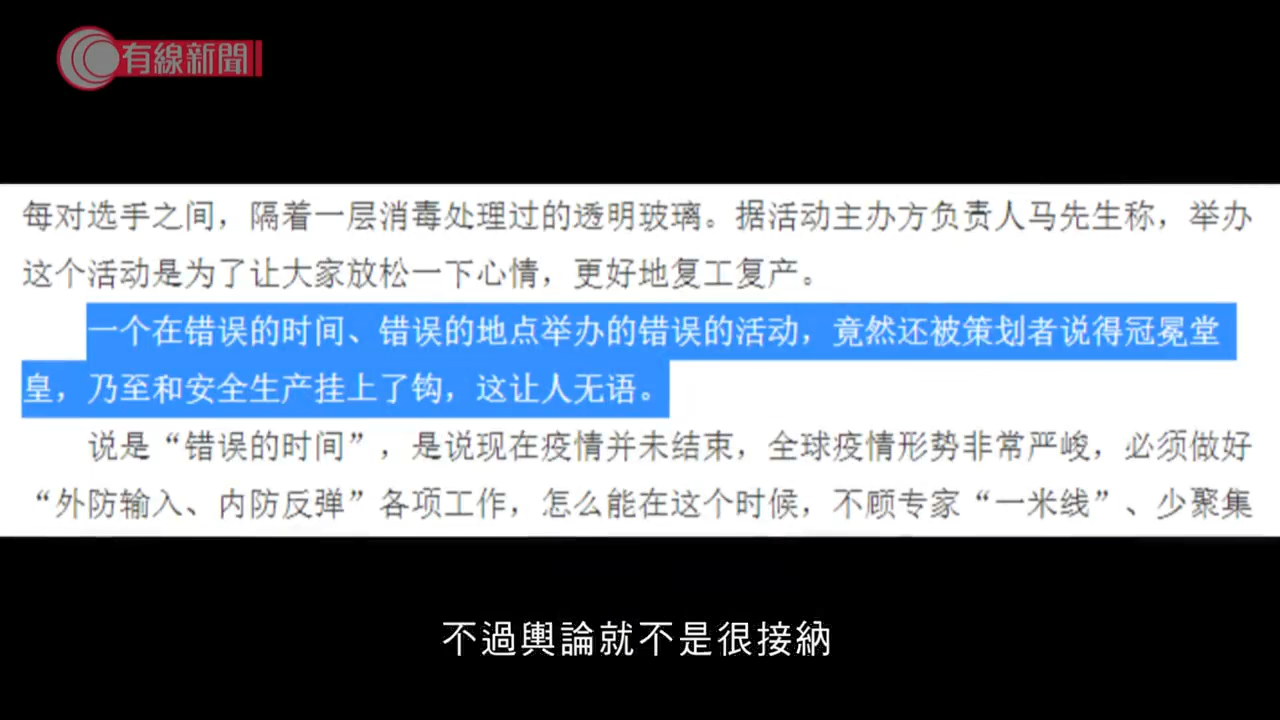 有線新聞
每对选手之间，隔着一层消毒处理过的透明玻璃。据活动主办方负责人马先生称，举办
这个活动是为了让大家放松一下心情，更好地复工复产。
一个在错误的时间、错误的地点举办的错误的活动，竟然还被策划者说得冠冕堂
皇，乃至和安全生产挂上了钩，这让人无语。
说是“错误的时间”，是说现在疫情并未结束，全球疫情形势非常严峻，必须做好
“外防输入、内防反弹”各项工作，怎么能在这个时候，不顾专家“一米线”、少聚集
不過輿論就不是很接納